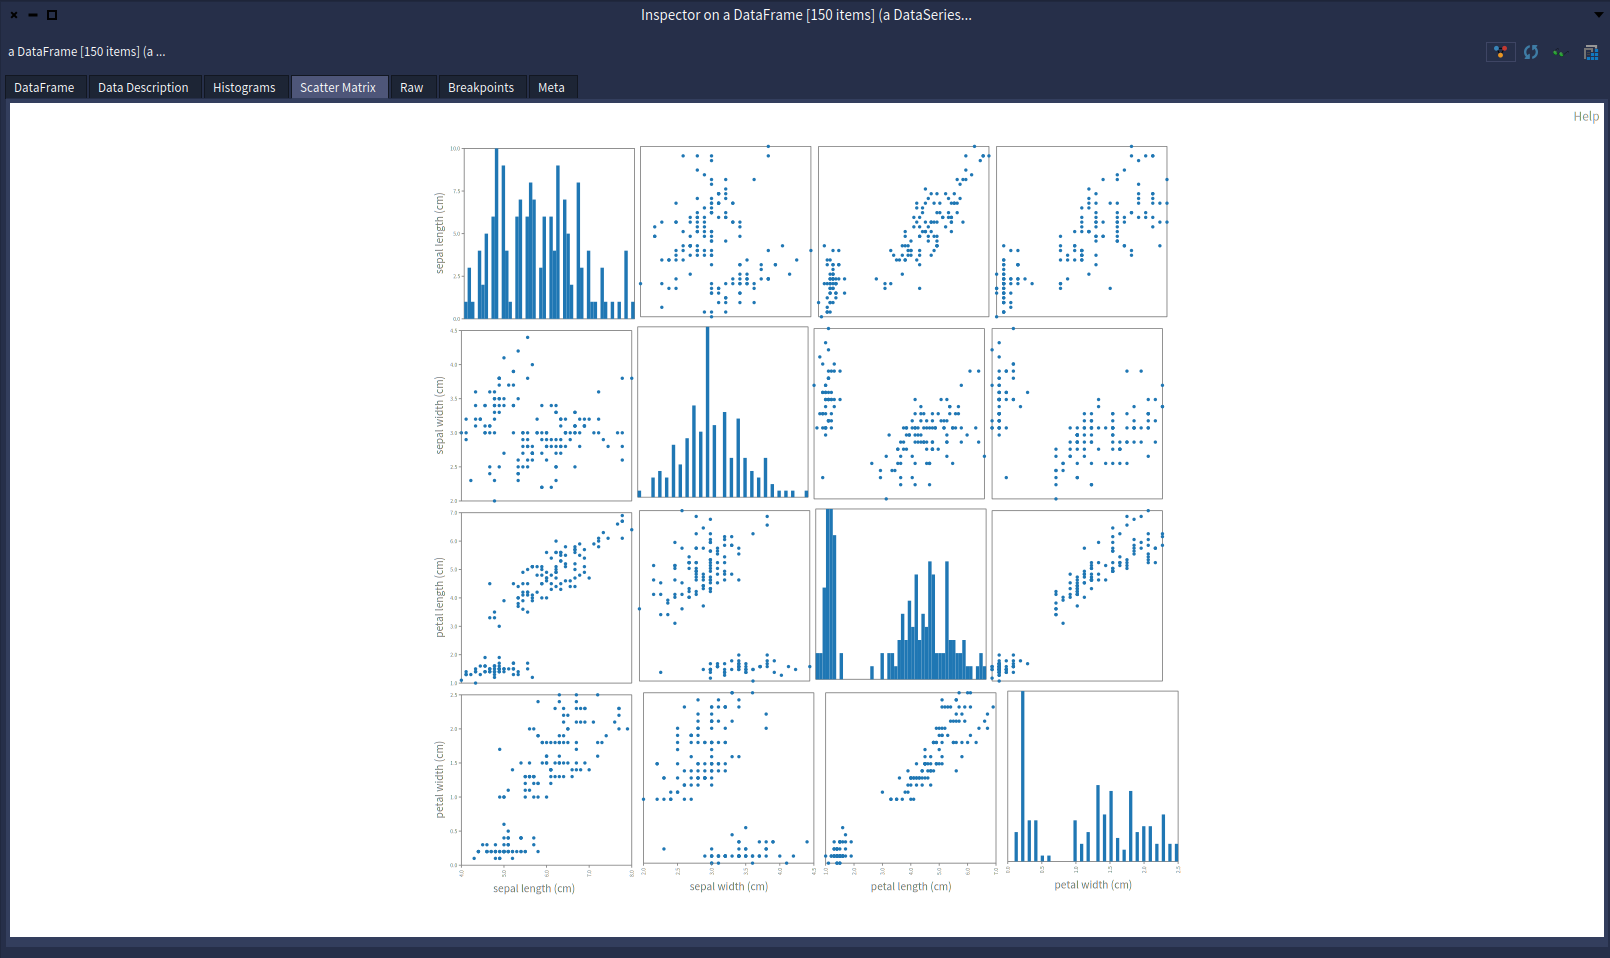 Inspector on a DataFrame [150 items] (a DataSeries...
a DataFrame [150 items] (a ...
DataFrame Data Description Histograms Scatter Matrix Raw Breakpoints Meta
Help
sepal length (cm)
10.0
7.5
5.0
2.5
0.0
sepal width (cm)
4.5
4.0
3.5
3.0
2.5
2.0
petal length (cm)
7.0
6.0
5.0
4.0
3.0
2.0
1.0
petal width (cm)
2.5
2.0
1.5
1.0
0.5
0.0
4.0 5.0 6.0 7.0 8.0
2.0 2.5 3.0 3.5 4.0 4.5
1.0 2.0 3.0 4.0 5.0 6.0 7.0
0.0 0.5 1.0 1.5 2.0 2.5
sepal length (cm) sepal width (cm) petal length (cm) petal width (cm)